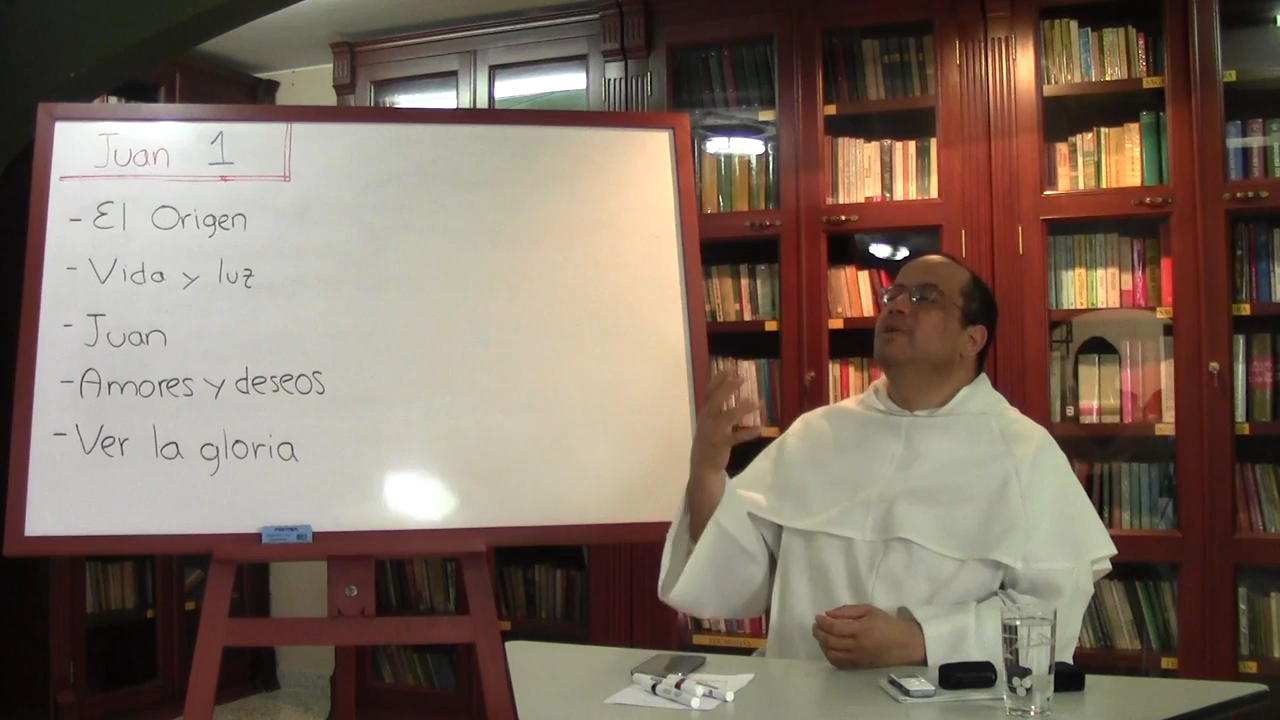 Juan 1
- El Origen
- Vida y luz
- Juan
- Amores y deseos
- Ver la gloria